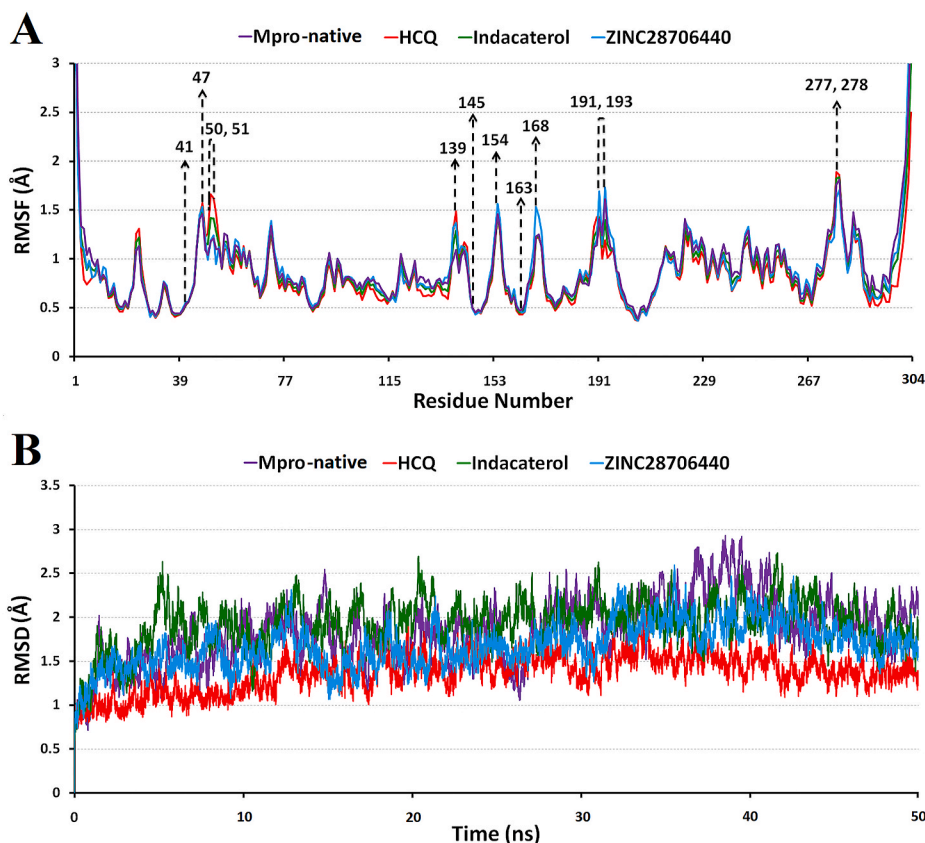 A
Mpro-native HCQ Indacaterol ZINC28706440
3
2.5
2
1.5
1
0.5
0
RMSF (Å)
41
47
50, 51
139
145
154
163
168
191, 193
277, 278
1 39 77 115 153 191 229 267 304
Residue Number
B
Mpro-native HCQ Indacaterol ZINC28706440
3.5
3
2.5
2
1.5
1
0.5
0
RMSD (Å)
0 10 20 30 40 50
Time (ns)